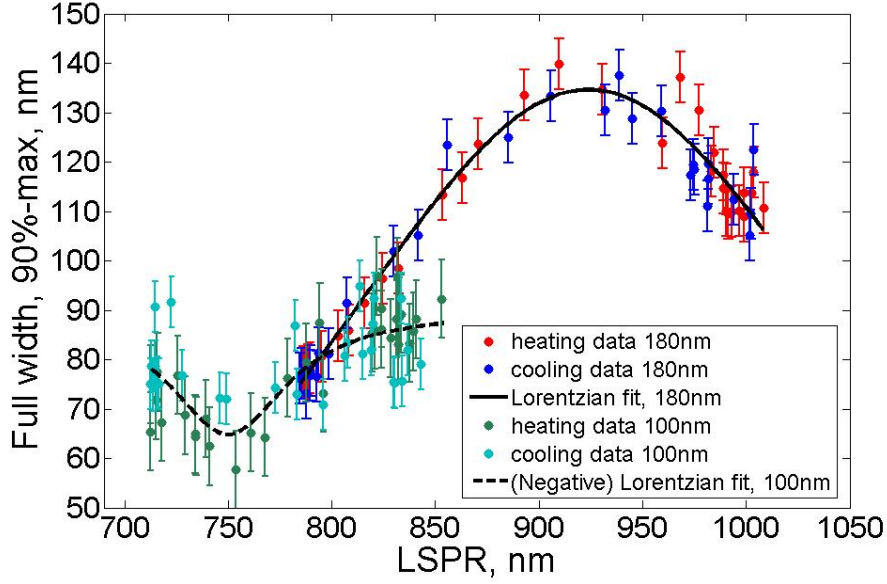 150
140
130
120
110
100
90
80
70
60
50
Full width, 90%-max, nm
heating data 180nm
cooling data 180nm
Lorentzian fit, 180nm
heating data 100nm
cooling data 100nm
(Negative) Lorentzian fit, 100nm
700 750 800 850 900 950 1000 1050
LSPR, nm